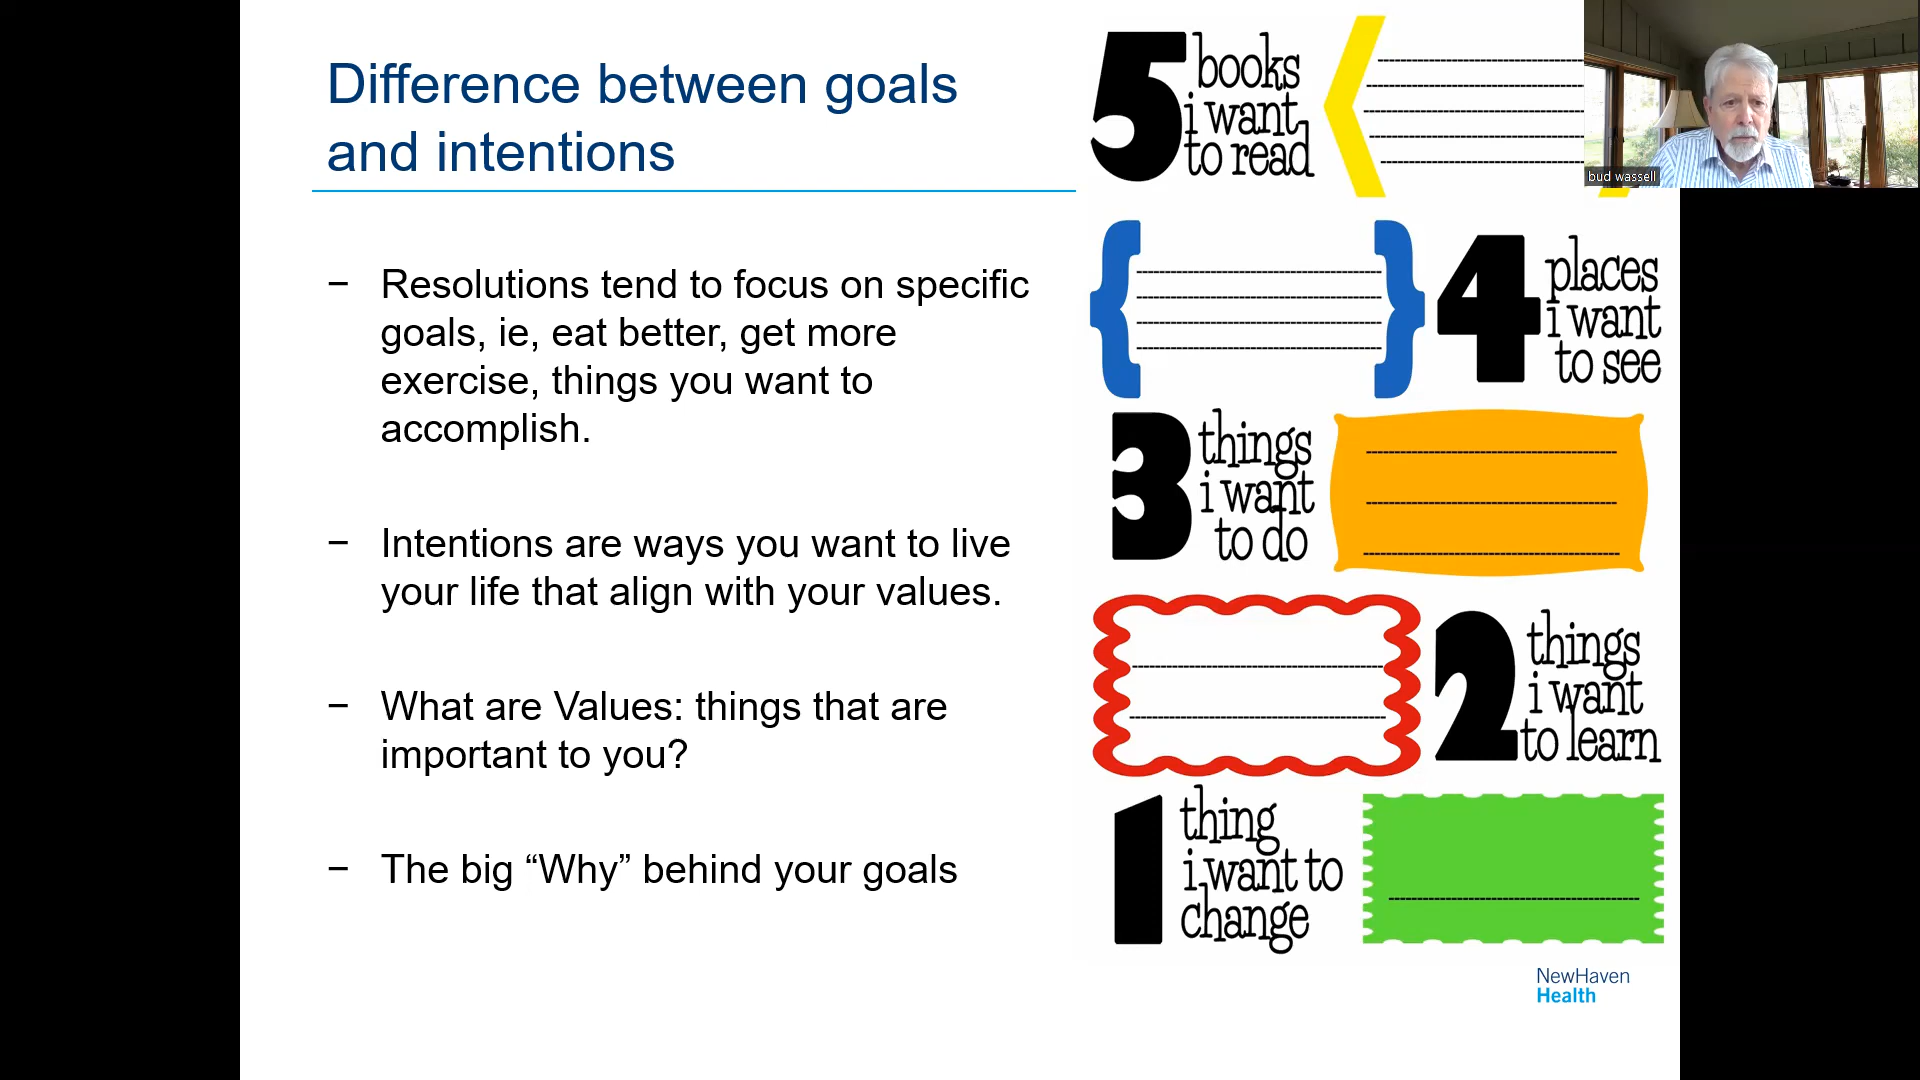 Difference between goals
and intentions
− Resolutions tend to focus on specific
goals, ie, eat better, get more
exercise, things you want to
accomplish.
− Intentions are ways you want to live
your life that align with your values.
− What are Values: things that are
important to you?
− The big “Why” behind your goals
5 books
i want
to read
4 places
i want
to see
3 things
i want
to do
2 things
i want
to learn
1 thing
i want to
change
bud wassell
NewHaven
Health